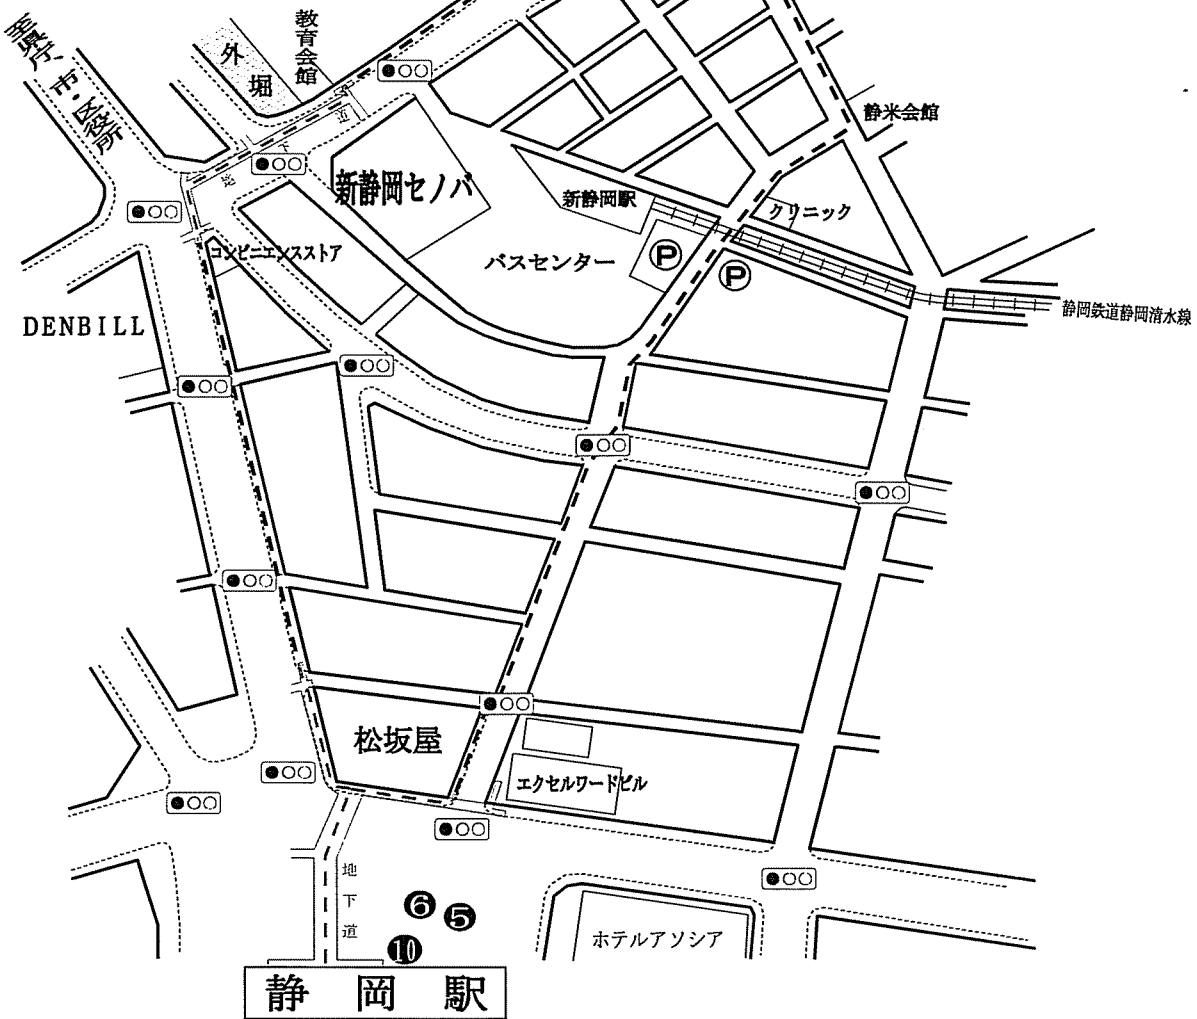 至県庁 市・区役所
外堀
教育会館
地下道
静米会館
新静岡セノバ
新静岡駅
クリニック
コンビニエンスストア
バスセンター
P
P
静岡鉄道静岡清水線
DENBILL
松坂屋
エクセルワードビル
地下道
6
5
10
ホテルアソシア
静岡駅